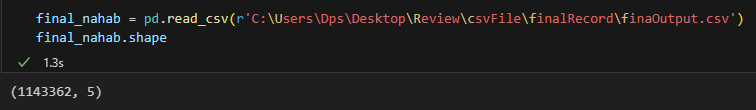 final_nahab = pd.read_csv(r'C:\Users\Dps\Desktop\Review\csvFile\finalRecord\finaOutput.csv')
final_nahab.shape
✓ 1.3s
(1143362, 5)